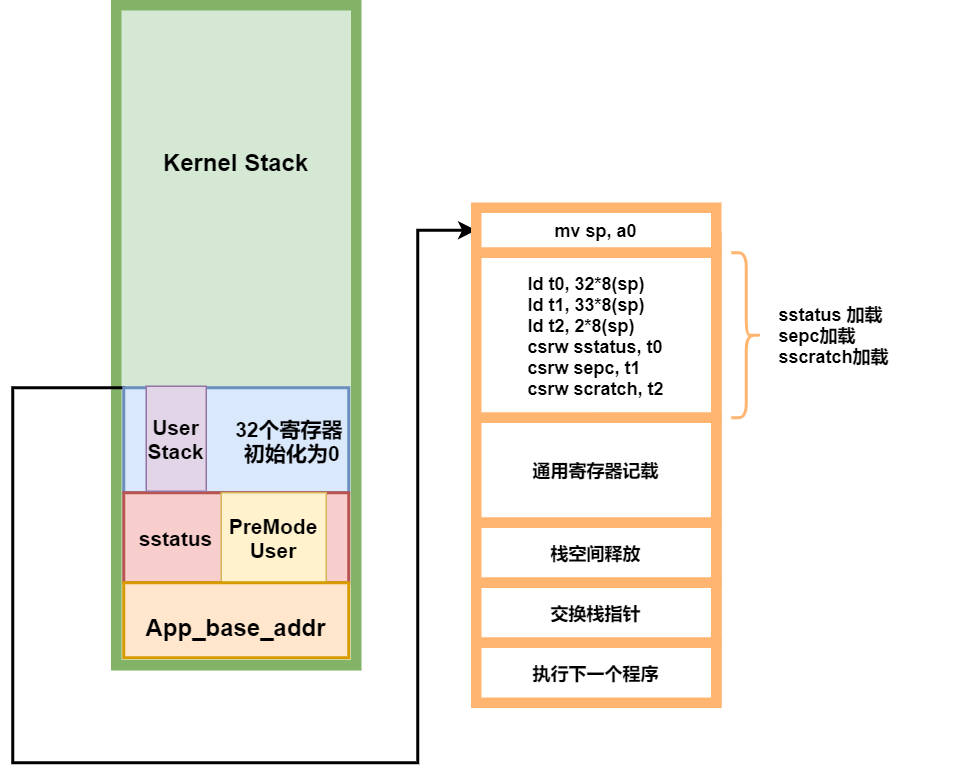 Kernel Stack
User
Stack
32个寄存器
初始化为0
sstatus
PreMode
User
App_base_addr
mv sp, a0
ld t0, 32*8(sp)
ld t1, 33*8(sp)
ld t2, 2*8(sp)
csrw sstatus, t0
csrw sepc, t1
csrw scratch, t2
sstatus 加载
sepc加载
sscratch加载
通用寄存器记载
栈空间释放
交换栈指针
执行下一个程序